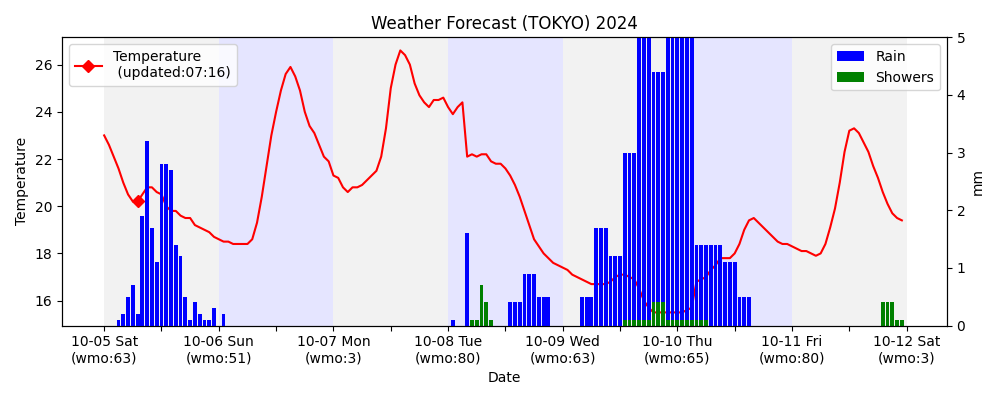 Weather Forecast (TOKYO) 2024
Temperature
(updated:07:16)
Rain
Showers
Temperature
26
24
22
20
18
16
5
4
3
2
1
0
mm
10-05 Sat
(wmo:63)
10-06 Sun
(wmo:51)
10-07 Mon
(wmo:3)
10-08 Tue
(wmo:80)
10-09 Wed
(wmo:63)
10-10 Thu
(wmo:65)
10-11 Fri
(wmo:80)
10-12 Sat
(wmo:3)
Date